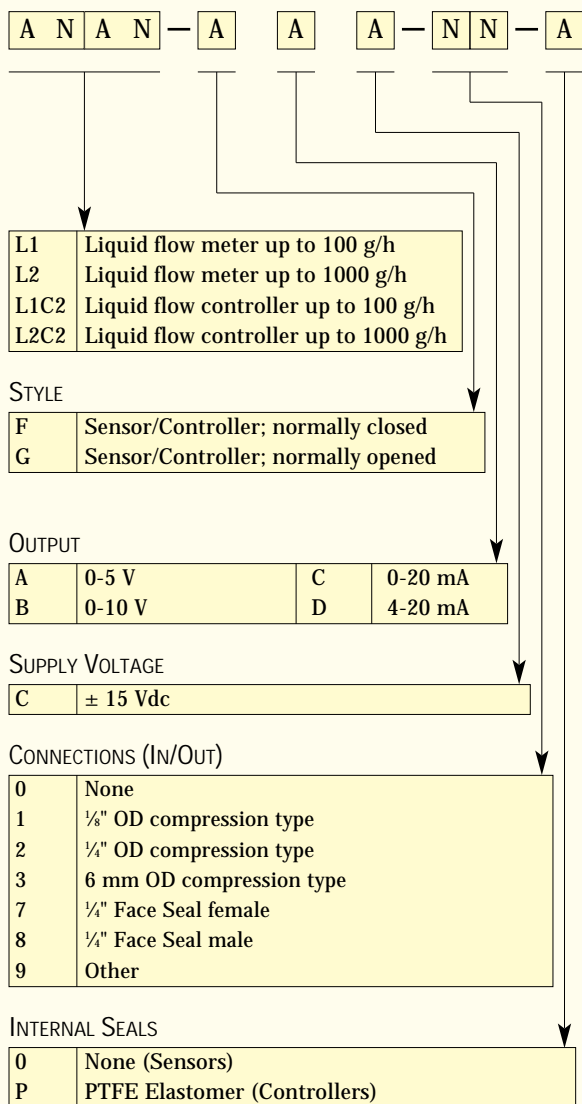 A N A N – A A A – N N – A
L1 Liquid flow meter up to 100 g/h
L2 Liquid flow meter up to 1000 g/h
L1C2 Liquid flow controller up to 100 g/h
L2C2 Liquid flow controller up to 1000 g/h
STYLE
F Sensor/Controller; normally closed
G Sensor/Controller; normally opened
OUTPUT
A 0-5 V C 0-20 mA
B 0-10 V D 4-20 mA
SUPPLY VOLTAGE
C ± 15 Vdc
CONNECTIONS (IN/OUT)
0 None
1 ⅛" OD compression type
2 ¼" OD compression type
3 6 mm OD compression type
7 ¼" Face Seal female
8 ¼" Face Seal male
9 Other
INTERNAL SEALS
0 None (Sensors)
P PTFE Elastomer (Controllers)